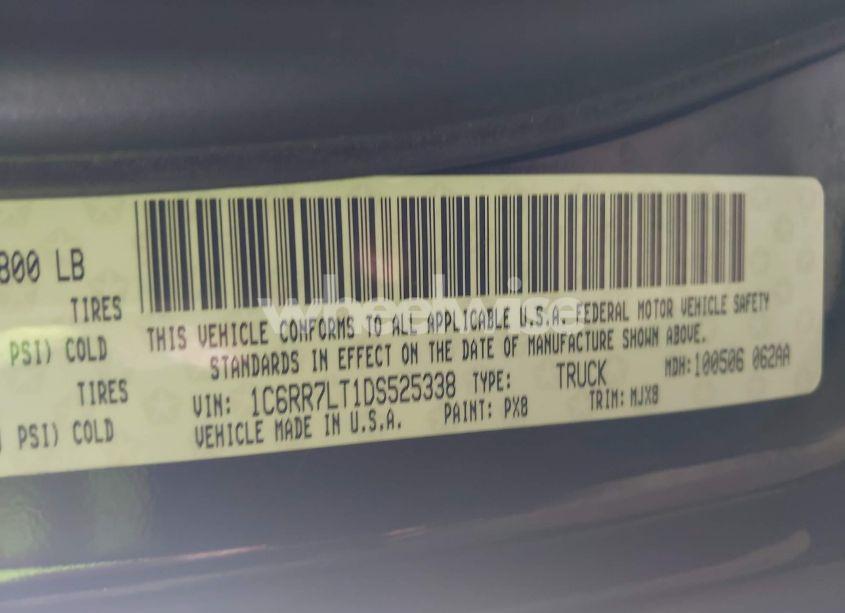 800 LB
TIRES
PSI) COLD
TIRES
PSI) COLD
THIS VEHICLE CONFORMS TO ALL APPLICABLE U.S.A. FEDERAL MOTOR VEHICLE SAFETY
STANDARDS IN EFFECT ON THE DATE OF MANUFACTURE SHOWN ABOVE.
VIN: 1C6RR7LT1DS525338 TYPE: TRUCK MDH:100506 062AA
VEHICLE MADE IN U.S.A. PAINT: PX8 TRIM: MJX8
wheelwise